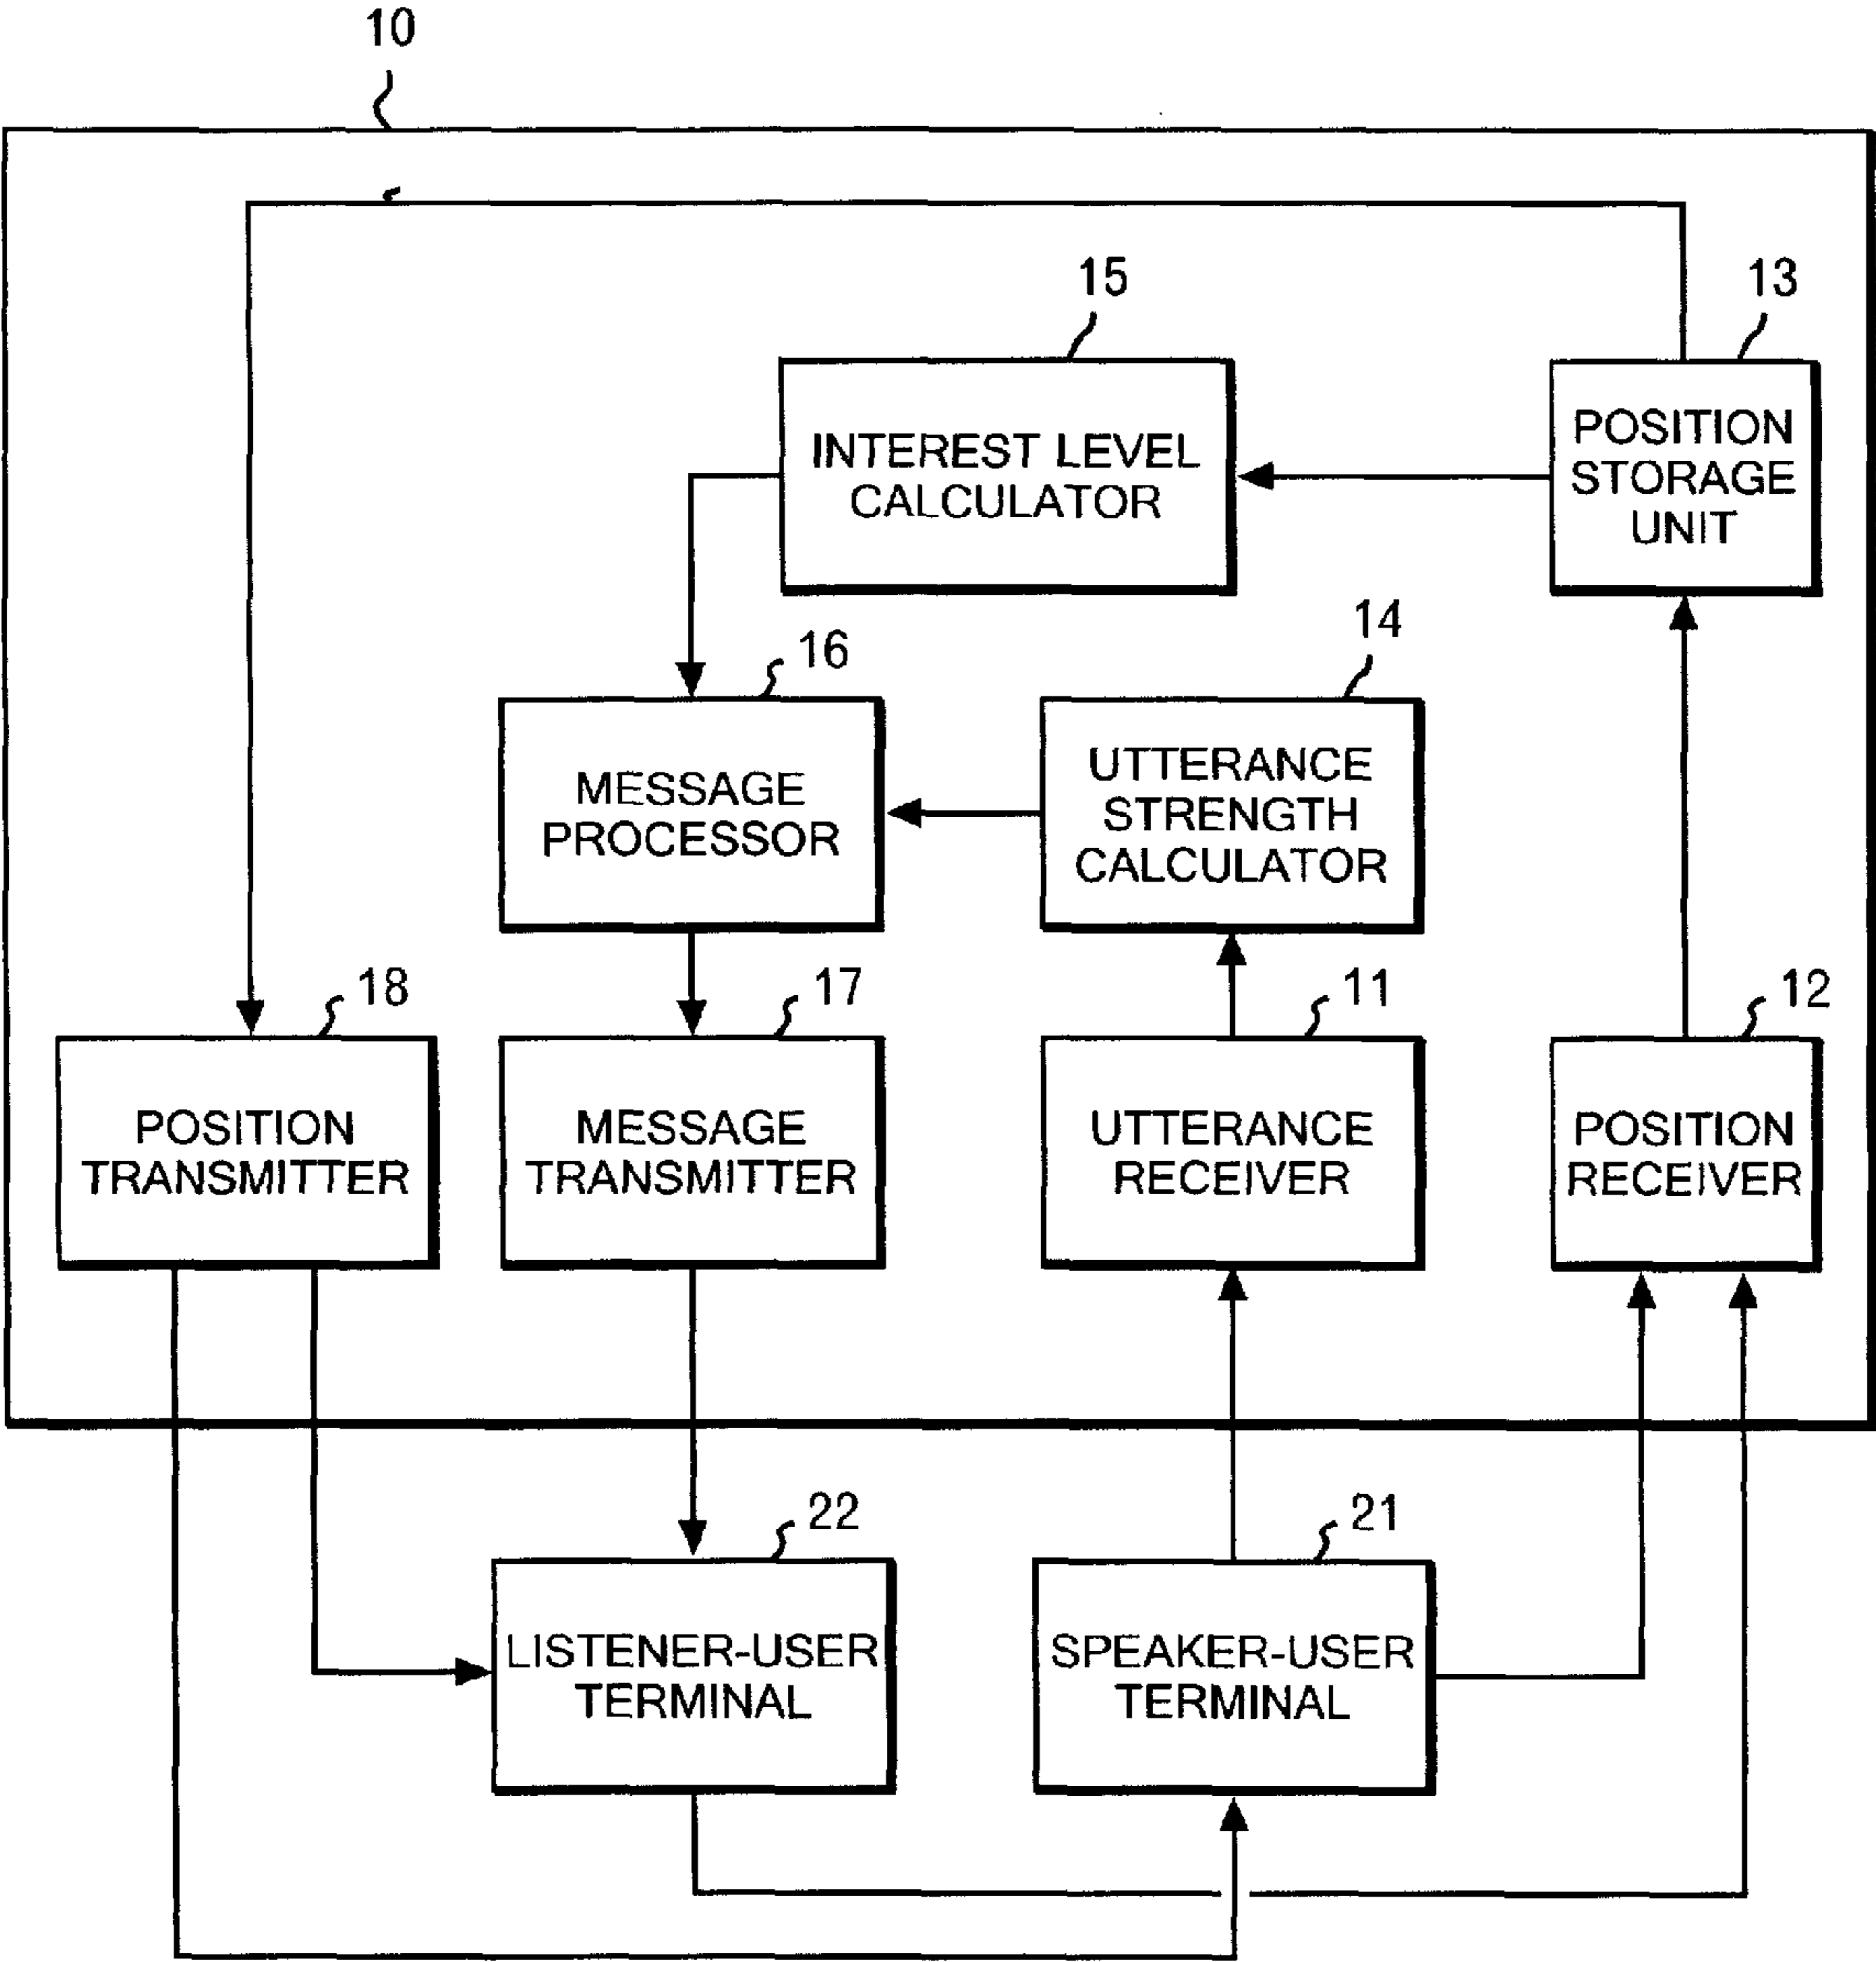 10
15
13
INTEREST LEVEL
CALCULATOR
POSITION
STORAGE
UNIT
16
14
MESSAGE
PROCESSOR
UTTERANCE
STRENGTH
CALCULATOR
18
17
11
12
POSITION
TRANSMITTER
MESSAGE
TRANSMITTER
UTTERANCE
RECEIVER
POSITION
RECEIVER
22
21
LISTENER-USER
TERMINAL
SPEAKER-USER
TERMINAL